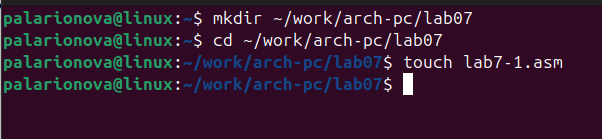 palarionova@linux:~$ mkdir ~/work/arch-pc/lab07
palarionova@linux:~$ cd ~/work/arch-pc/lab07
palarionova@linux:~/work/arch-pc/lab07$ touch lab7-1.asm
palarionova@linux:~/work/arch-pc/lab07$